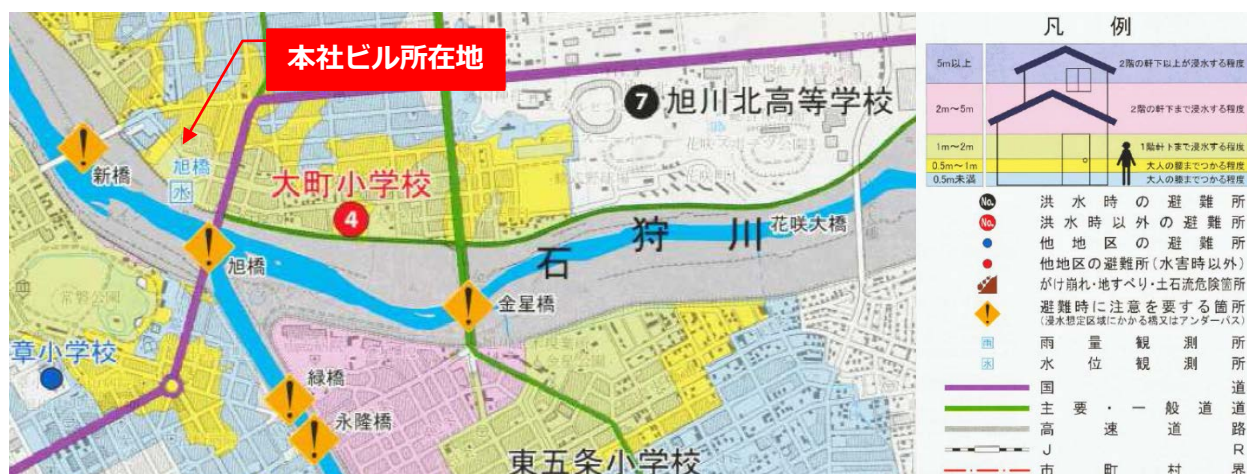 本社ビル所在地
7 旭川北高等学校
新橋
旭橋
水
大町小学校
4
花咲大橋
石狩川
旭橋
金星橋
常磐公園
章小学校
緑橋
永隆橋
東五条小学校
凡例
5m以上
2階の軒下以上が浸水する程度
2m〜5m
2階の軒下まで浸水する程度
1m〜2m
1階軒下まで浸水する程度
0.5m〜1m
大人の腰までつかる程度
0.5m未満
大人の膝までつかる程度
No. 洪水時の避難所
No. 洪水時以外の避難所
他地区の避難所
他地区の避難所(水害時以外)
がけ崩れ・地すべり・土石流危険箇所
避難時に注意を要する箇所
(浸水想定区域にかかる橋又はアンダーパス)
雨 雨量観測所
水 水位観測所
国道
主要・一般道道
高速道路
JR
市町村界